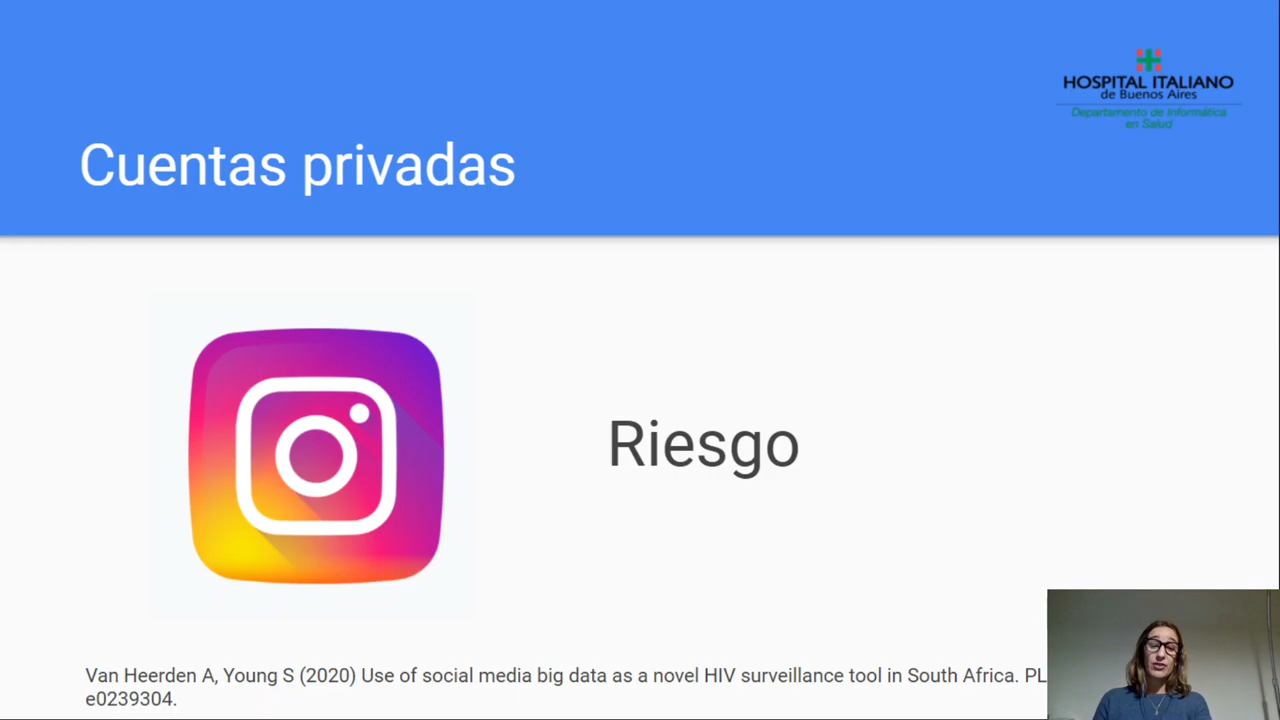 HOSPITAL ITALIANO
de Buenos Aires
Departamento de Informática
en Salud
Cuentas privadas
Riesgo
Van Heerden A, Young S (2020) Use of social media big data as a novel HIV surveillance tool in South Africa.
e0239304.